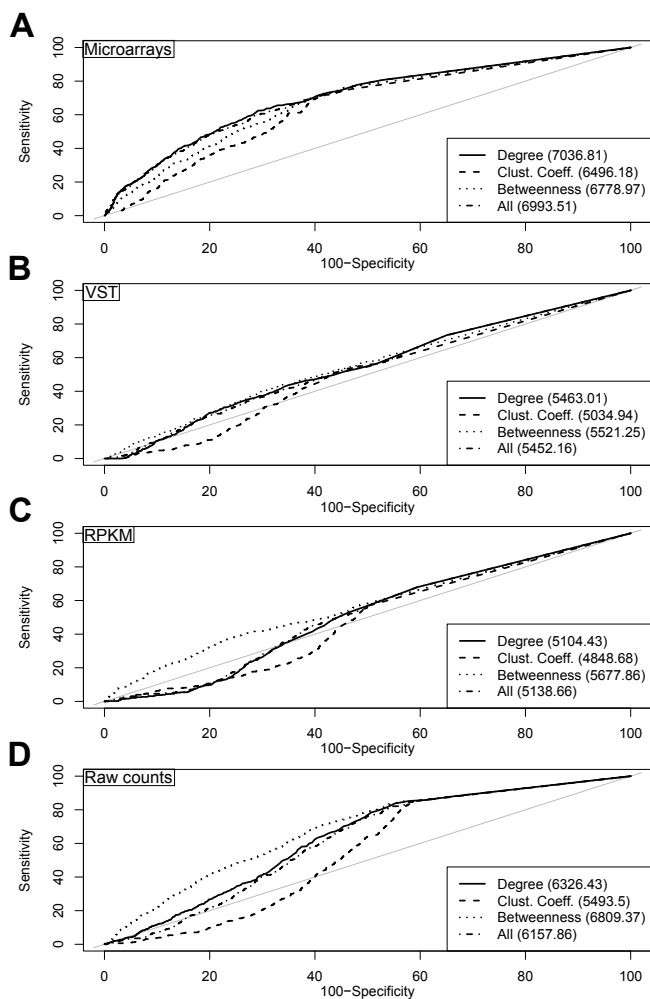 A
Microarrays
Sensitivity
0 20 40 60 80 100
Degree (7036.81)
Clust. Coeff. (6496.18)
Betweenness (6778.97)
All (6993.51)
0 20 40 60 80 100
100−Specificity
B
VST
Sensitivity
0 20 40 60 80 100
Degree (5463.01)
Clust. Coeff. (5034.94)
Betweenness (5521.25)
All (5452.16)
0 20 40 60 80 100
100−Specificity
C
RPKM
Sensitivity
0 20 40 60 80 100
Degree (5104.43)
Clust. Coeff. (4848.68)
Betweenness (5677.86)
All (5138.66)
0 20 40 60 80 100
100−Specificity
D
Raw counts
Sensitivity
0 20 40 60 80 100
Degree (6326.43)
Clust. Coeff. (5493.5)
Betweenness (6809.37)
All (6157.86)
0 20 40 60 80 100
100−Specificity